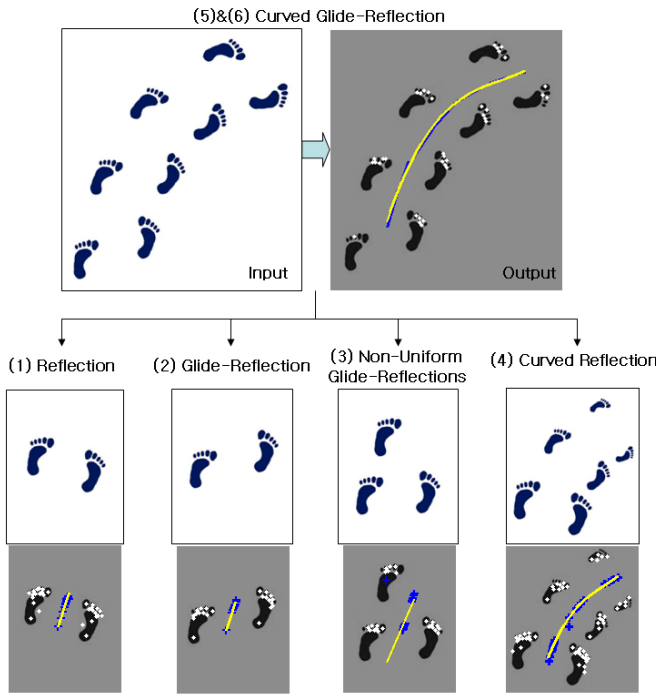 (5)&(6) Curved Glide-Reflection
Input
Output
(1) Reflection
(2) Glide-Reflection
(3) Non-Uniform
Glide-Reflections
(4) Curved Reflection